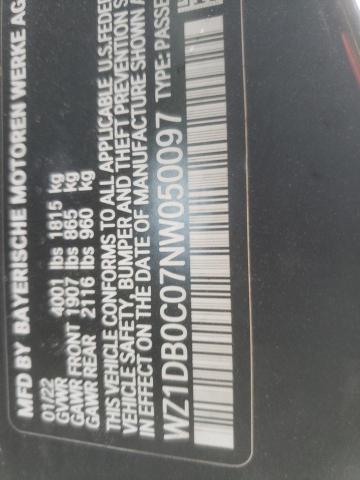 MFD BY BAYERISCHE MOTOREN WERKE AG
01/22
GVWR 4001 lbs 1815 kg
GAWR FRONT 1907 lbs 865 kg
GAWR REAR 2116 lbs 960 kg
THIS VEHICLE CONFORMS TO ALL APPLICABLE U.S.FEDE
VEHICLE SAFETY, BUMPER AND THEFT PREVENTION S
IN EFFECT ON THE DATE OF MANUFACTURE SHOWN A
WZ1DB0C07NW050097 TYPE: PASSE